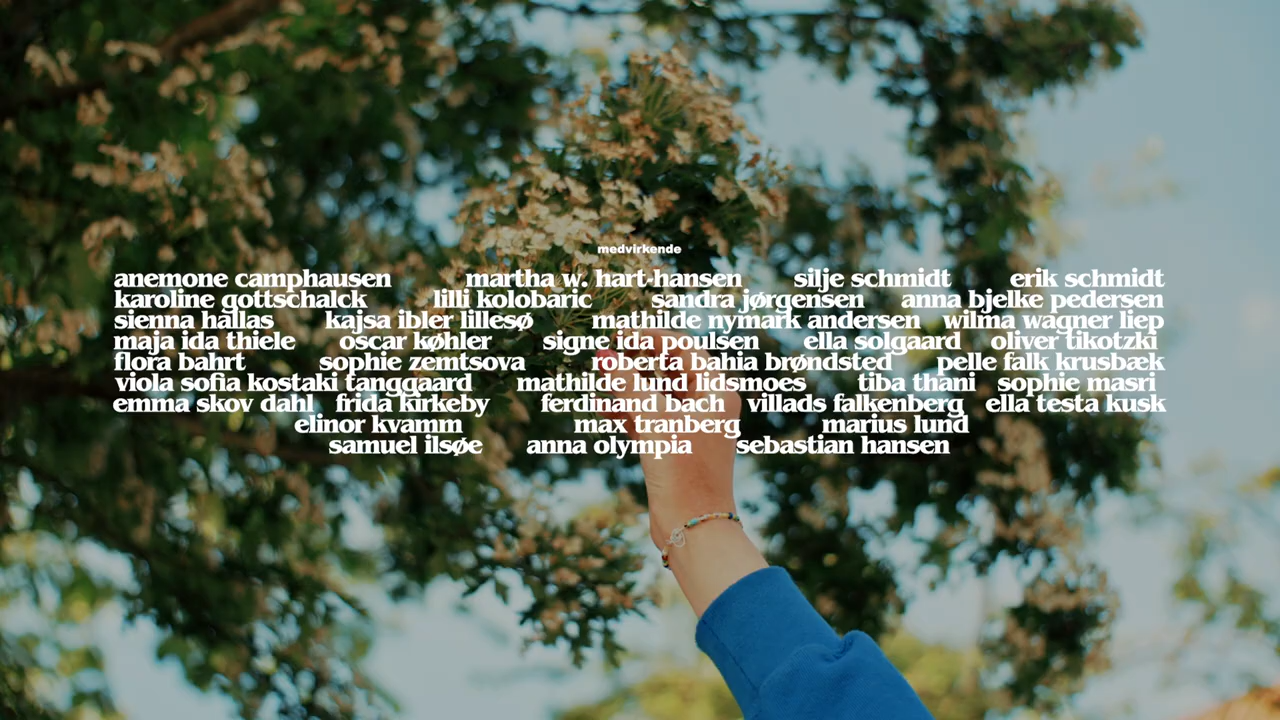 medvirkende
anemone camphausen martha w. hart-hansen silje schmidt erik schmidt
karoline gottschalck lilli kolobaric sandra jørgensen anna bjelke pedersen
sienna hallas kajsa ibler lillesø mathilde nymark andersen wilma wagner liep
maja ida thiele oscar køhler signe ida poulsen ella solgaard oliver tikotzki
flora bahrt sophie zemtsova roberta bahia brøndsted pelle falk krusbæk
viola sofia kostaki tanggaard mathilde lund lidsmoes tiba thani sophie masri
emma skov dahl frida kirkeby ferdinand bach villads falkenberg ella testa kusk
elinor kvamm max tranberg marius lund
samuel ilsøe anna olympia sebastian hansen